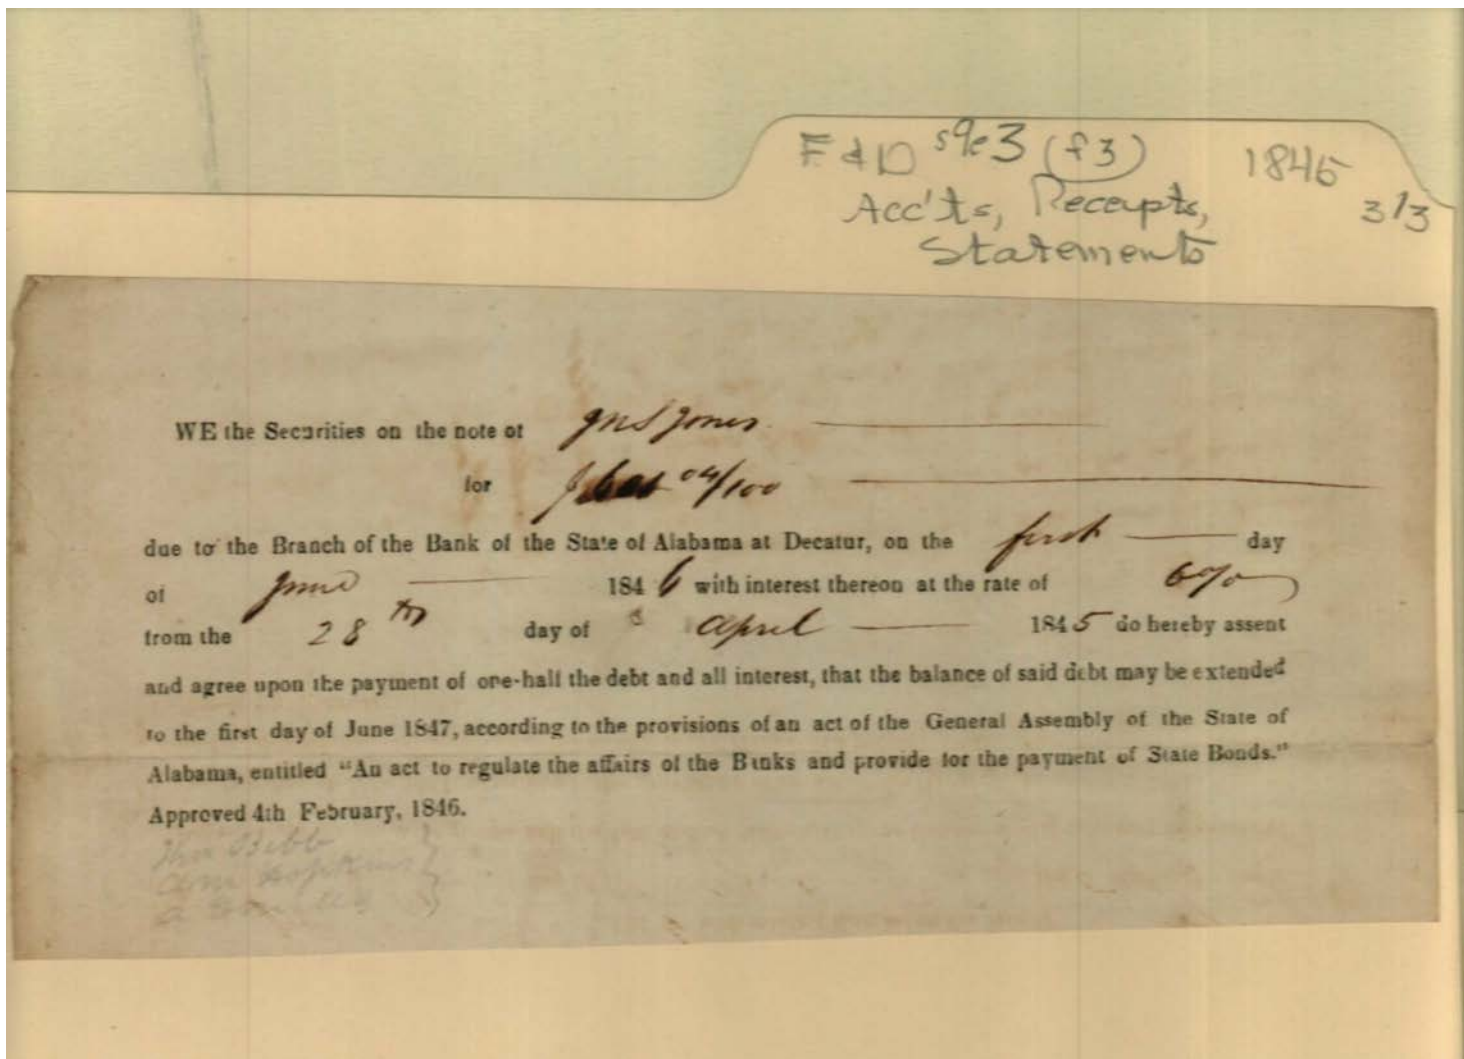 F & D s9e3 (f3) 1845
Acc'ts, Receipts, 3/3
Statements
WE the Securities on the note of Jno S Jones
for 04/100
due to the Branch of the Bank of the State of Alabama at Decatur, on the first day
of June 1846 with interest thereon at the rate of 6%
from the 28th day of April 1845 do hereby assent
and agree upon the payment of one-half the debt and all interest, that the balance of said debt may be extended
to the first day of June 1847, according to the provisions of an act of the General Assembly of the State of
Alabama, entitled "An act to regulate the affairs of the Banks and provide for the payment of State Bonds."
Approved 4th February, 1846.
Bibb
Hopkins